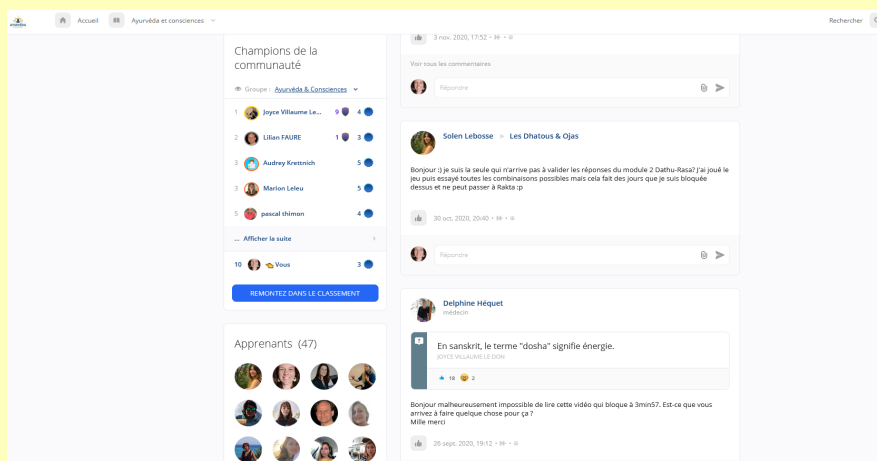 Accueil
Ayurvéda et consciences
Rechercher
Champions de la
communauté
Groupe : Ayurvéda & Consciences
1 Joyce Villaume Le... 9 4
2 Lilian FAURE 1 3
3 Audrey Krettnich 5
3 Marion Leleu 5
5 pascal thimon 4
... Afficher la suite
10 Vous 3
REMONTEZ DANS LE CLASSEMENT
Apprenants (47)
3 nov. 2020, 17:52
Voir tous les commentaires
Répondre
Solen Lebosse Les Dhatous & Ojas
Bonjour :) je suis la seule qui n'arrive pas à valider les réponses du module 2 Dathu-Rasa? J'ai joué le
jeu puis essayé toutes les combinaisons possibles mais cela fait des jours que je suis bloquée
dessus et ne peut passer à Rakta :p
30 oct. 2020, 20:40
Répondre
Delphine Héquet
médecin
En sanskrit, le terme "dosha" signifie énergie.
JOYCE VILLAUME LE DON
18 2
Bonjour malheureusement impossible de lire cette vidéo qui bloque à 3min57. Est-ce que vous
arrivez à faire quelque chose pour ça ?
Mille merci
26 sept. 2020, 19:12